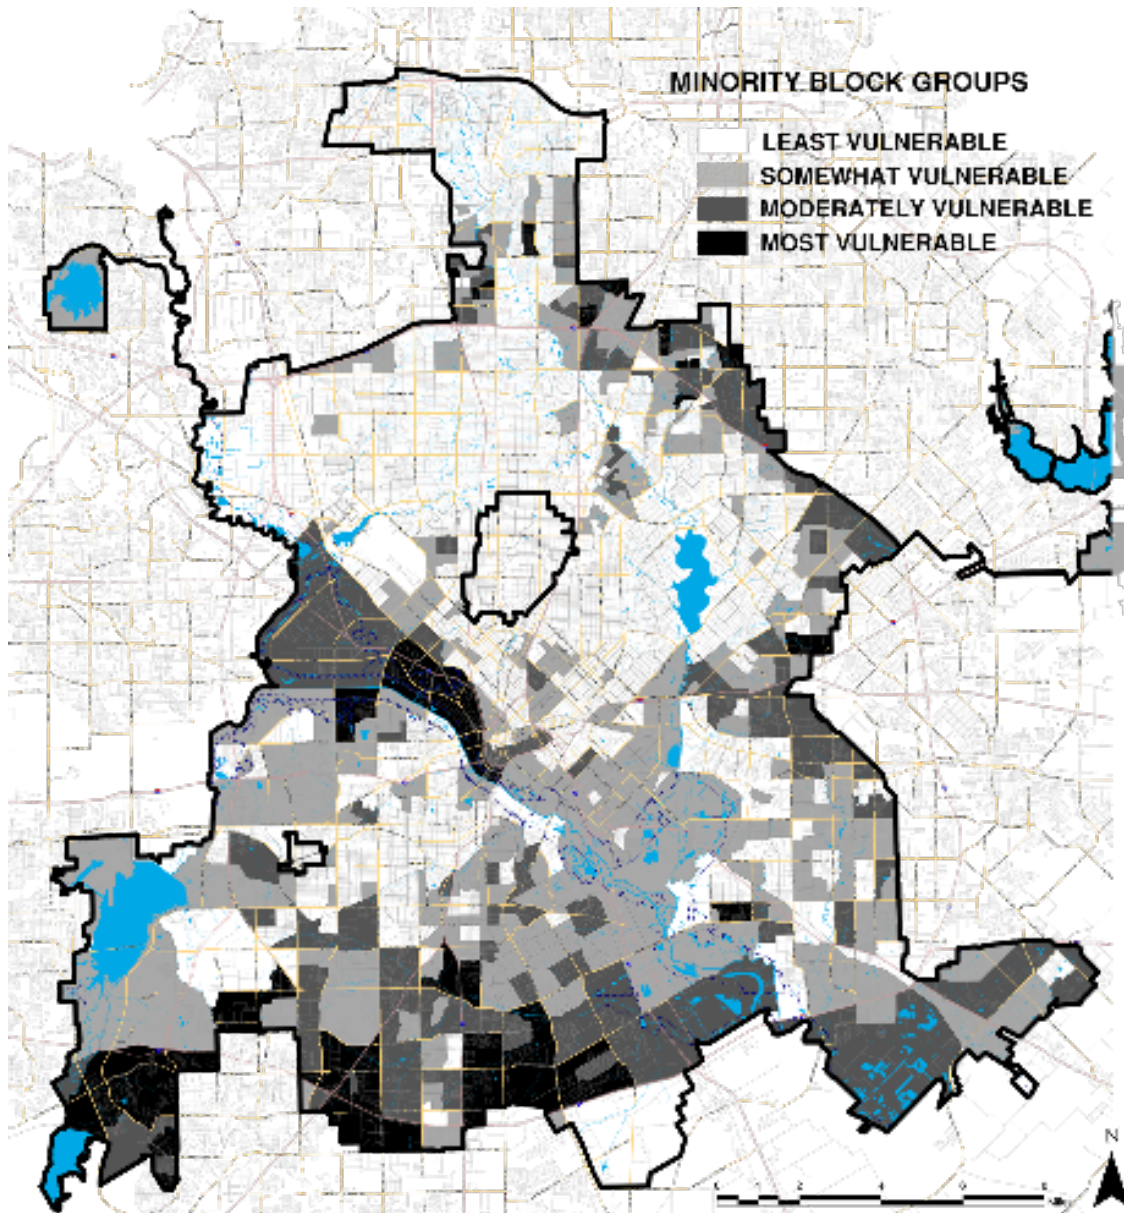 MINORITY BLOCK GROUPS
LEAST VULNERABLE
SOMEWHAT VULNERABLE
MODERATELY VULNERABLE
MOST VULNERABLE
N